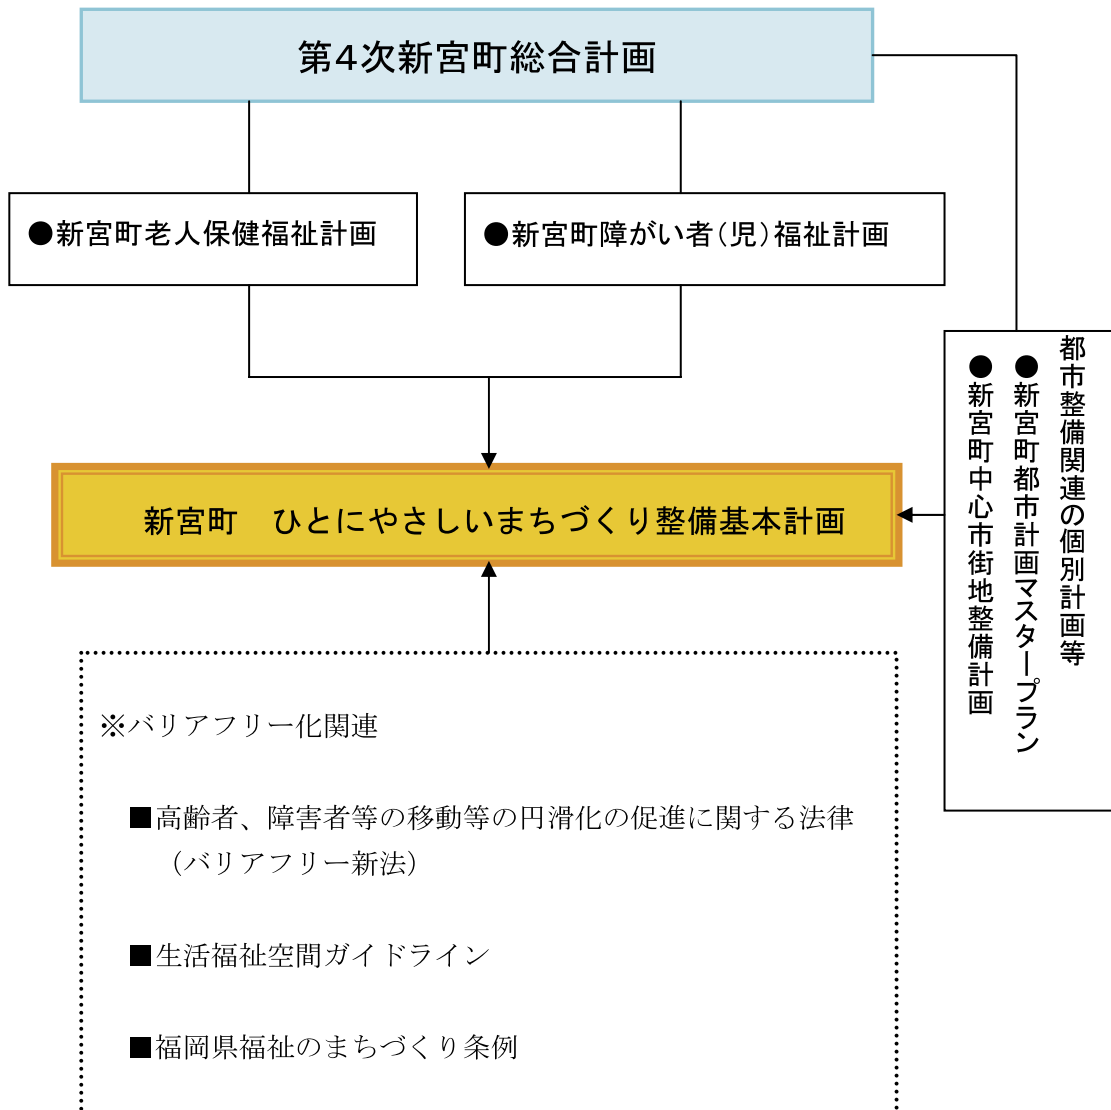 第４次新宮町総合計画
●新宮町老人保健福祉計画
●新宮町障がい者（児）福祉計画
都市整備関連の個別計画等
●新宮町都市計画マスタープラン
●新宮町中心市街地整備計画
新宮町　ひとにやさしいまちづくり整備基本計画
※バリアフリー化関連
■高齢者、障害者等の移動等の円滑化の促進に関する法律
（バリアフリー新法）
■生活福祉空間ガイドライン
■福岡県福祉のまちづくり条例